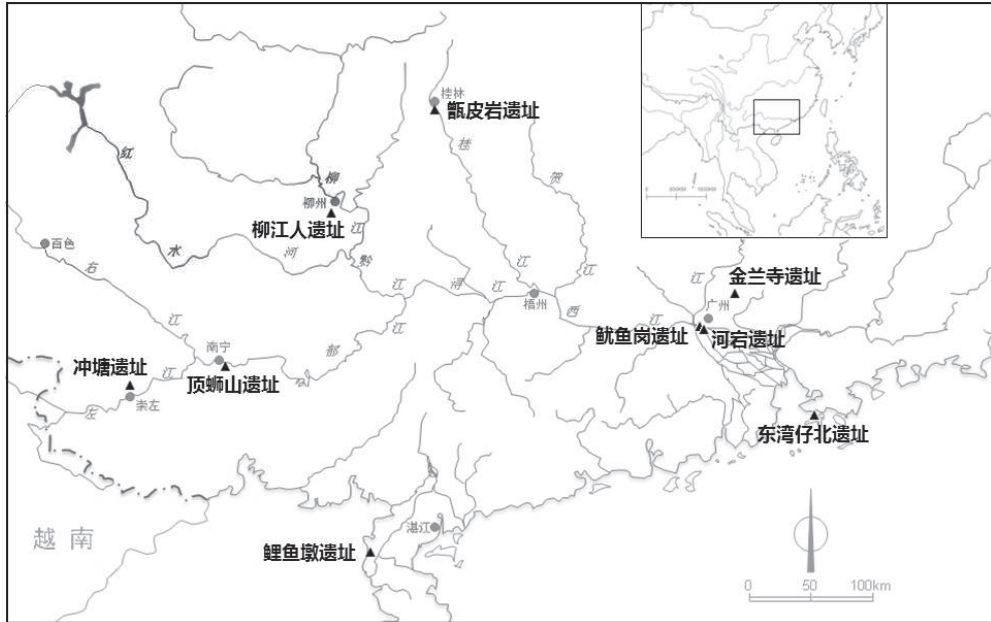 桂林
甑皮岩遗址
桂
贺
红
柳
柳州
柳江人遗址
江
百色
右
水
河
黔
江
江
浔
江
江
梧州
西
江
江
金兰寺遗址
广州
鱿鱼岗遗址
河宕遗址
江
南宁
郁
江
冲塘遗址
江
顶蛳山遗址
崇左
左
东湾仔北遗址
越南
湛江
鲤鱼墩遗址
0
50
100km